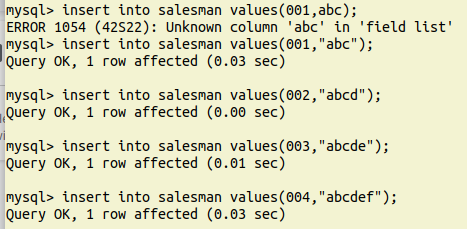 mysql> insert into salesman values(001,abc);
ERROR 1054 (42S22): Unknown column 'abc' in 'field list'
mysql> insert into salesman values(001,"abc");
Query OK, 1 row affected (0.03 sec)
mysql> insert into salesman values(002,"abcd");
Query OK, 1 row affected (0.00 sec)
mysql> insert into salesman values(003,"abcde");
Query OK, 1 row affected (0.01 sec)
mysql> insert into salesman values(004,"abcdef");
Query OK, 1 row affected (0.03 sec)